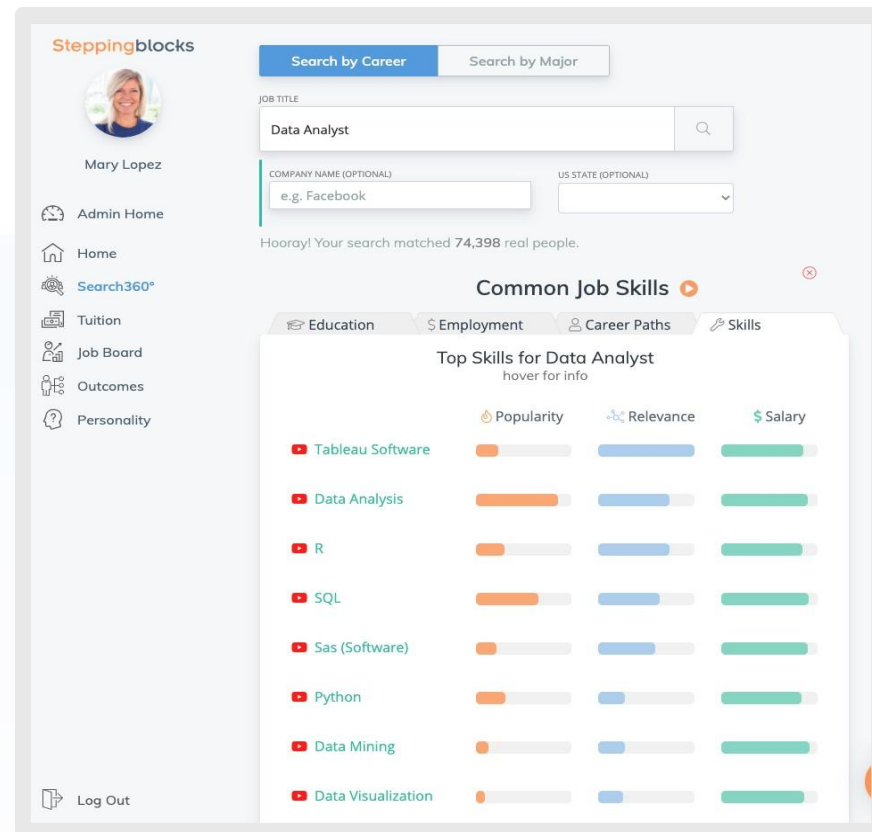 Steppingblocks
Mary Lopez
Admin Home
Home
Search360°
Tuition
Job Board
Outcomes
Personality
Log Out
Search by Career
Search by Major
JOB TITLE
Data Analyst
COMPANY NAME (OPTIONAL)
US STATE (OPTIONAL)
e.g. Facebook
Hooray! Your search matched 74,398 real people.
Common Job Skills
Education
$ Employment
Career Paths
Skills
Top Skills for Data Analyst
hover for info
Popularity
Relevance
$ Salary
Tableau Software
Data Analysis
R
SQL
Sas (Software)
Python
Data Mining
Data Visualization